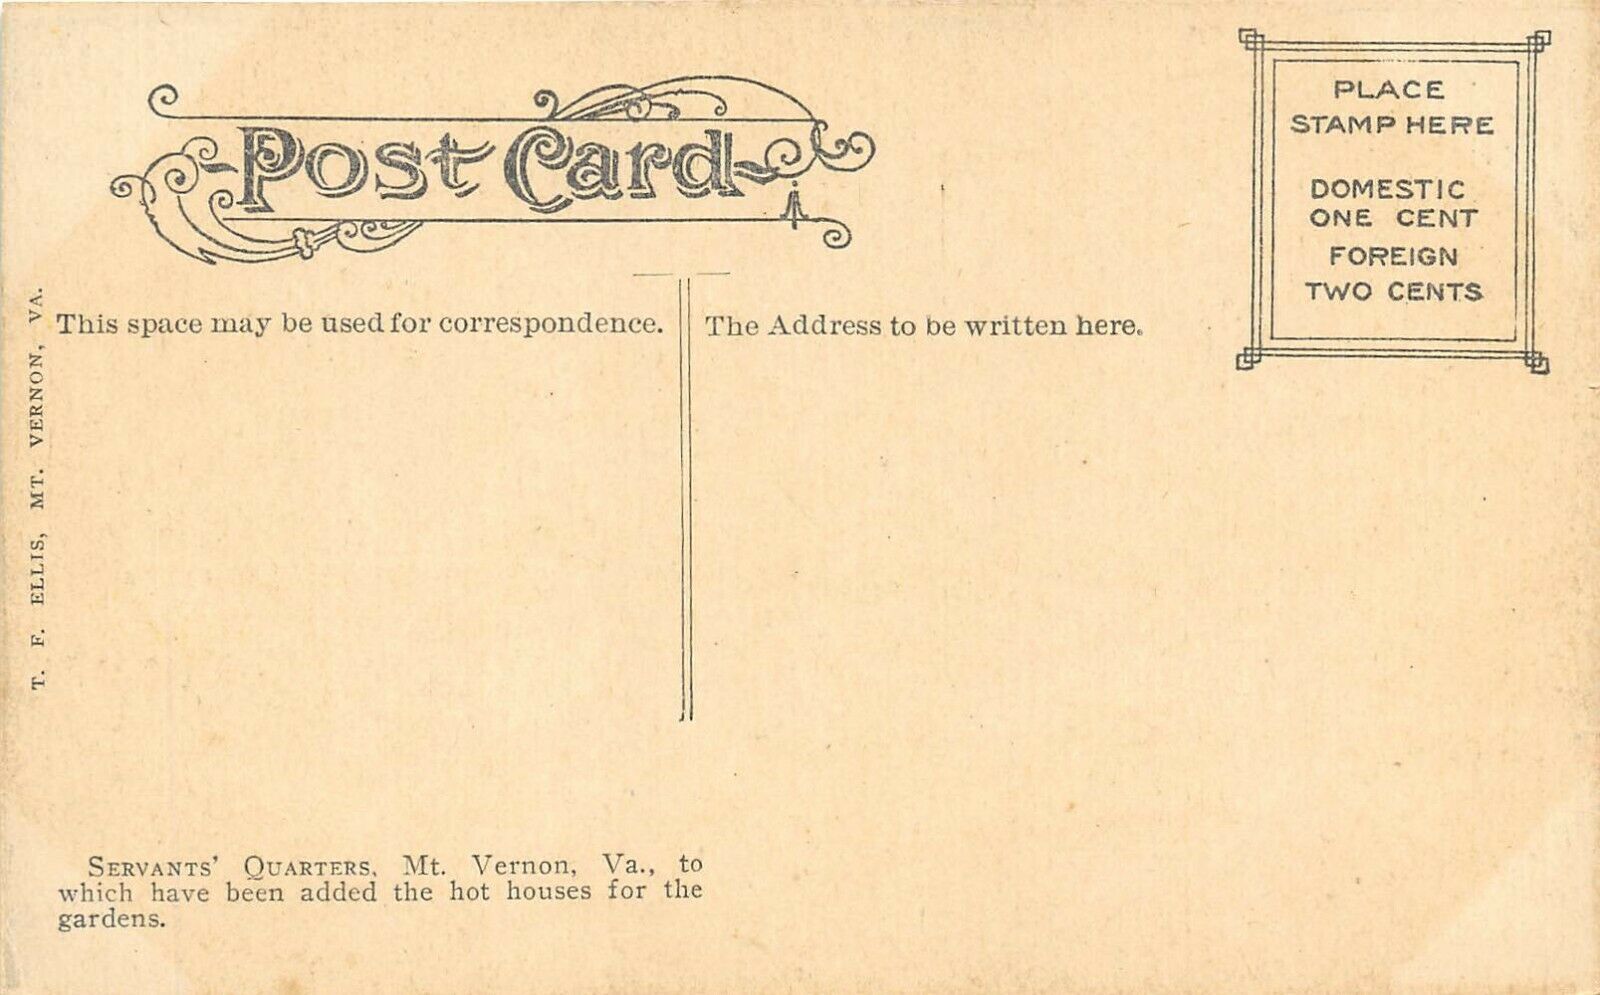 Post Card
PLACE
STAMP HERE
DOMESTIC
ONE CENT
FOREIGN
TWO CENTS
This space may be used for correspondence.
The Address to be written here.
T. F. ELLIS, MT. VERNON, VA.
SERVANTS' QUARTERS, Mt. Vernon, Va., to
which have been added the hot houses for the
gardens.